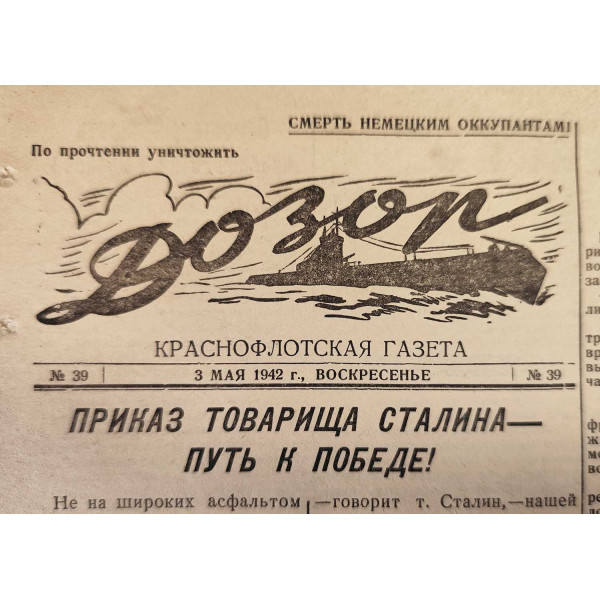 СМЕРТЬ НЕМЕЦКИМ ОККУПАНТАМ!
По прочтении уничтожить
Дозор
КРАСНОФЛОТСКАЯ ГАЗЕТА
№ 39 3 МАЯ 1942 г., ВОСКРЕСЕНЬЕ № 39
ПРИКАЗ ТОВАРИЩА СТАЛИНА—
ПУТЬ К ПОБЕДЕ!
Не на широких асфальтом
—говорит т. Сталин,—нашей